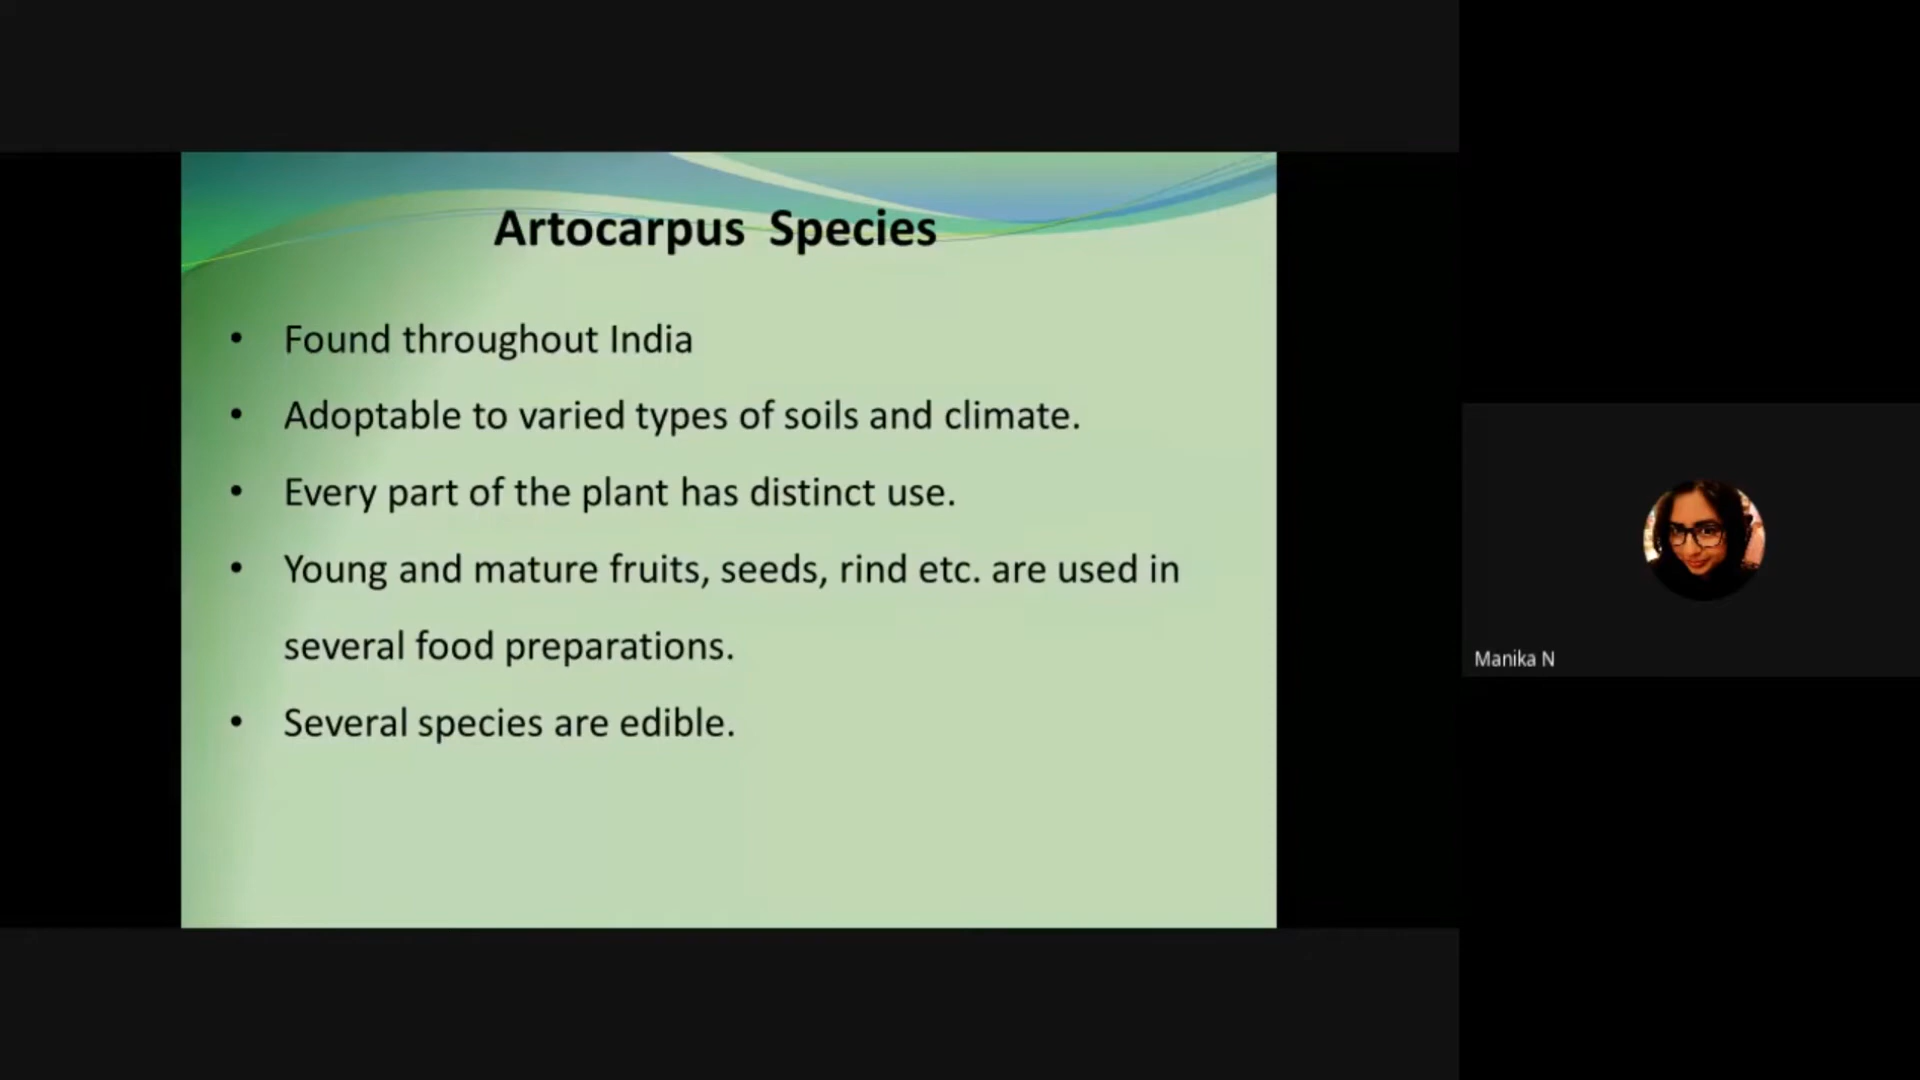 Artocarpus Species
• Found throughout India
• Adoptable to varied types of soils and climate.
• Every part of the plant has distinct use.
• Young and mature fruits, seeds, rind etc. are used in
several food preparations.
• Several species are edible.
Manika N